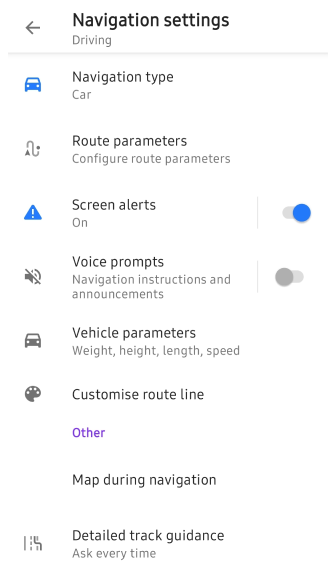 Navigation settings
Driving
Navigation type
Car
Route parameters
Configure route parameters
Screen alerts
On
Voice prompts
Navigation instructions and
announcements
Vehicle parameters
Weight, height, length, speed
Customise route line
Other
Map during navigation
Detailed track guidance
Ask every time